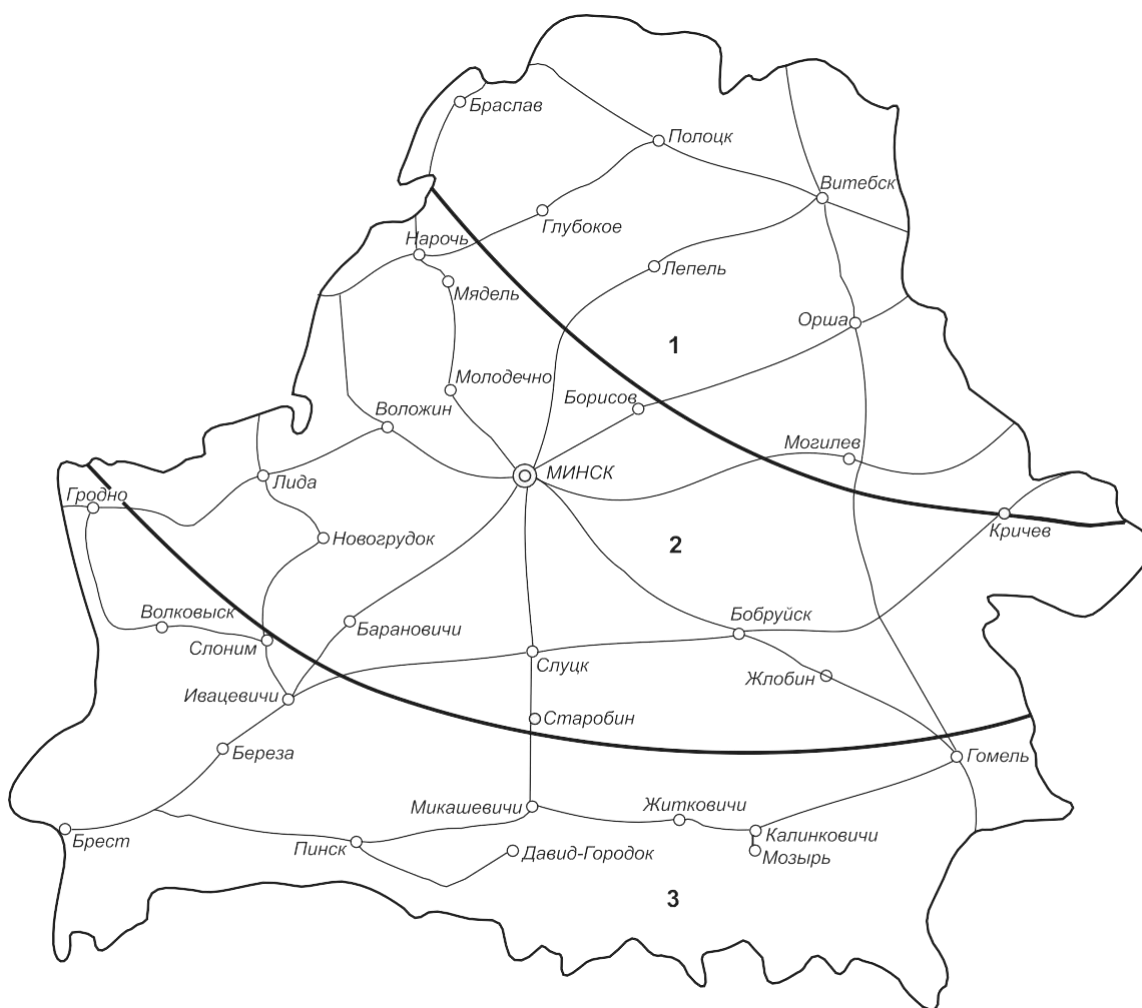 Браслав
Полоцк
Витебск
Глубокое
Нарочь
Лепель
Мядель
Орша
1
Молодечно
Борисов
Воложин
Могилев
МИНСК
Лида
Гродно
Кричев
Новогрудок
2
Волковыск
Бобруйск
Барановичи
Слоним
Слуцк
Жлобин
Ивацевичи
Старобин
Береза
Гомель
Микашевичи
Житковичи
Калинковичи
Брест
Пинск
Давид-Городок
Мозырь
3